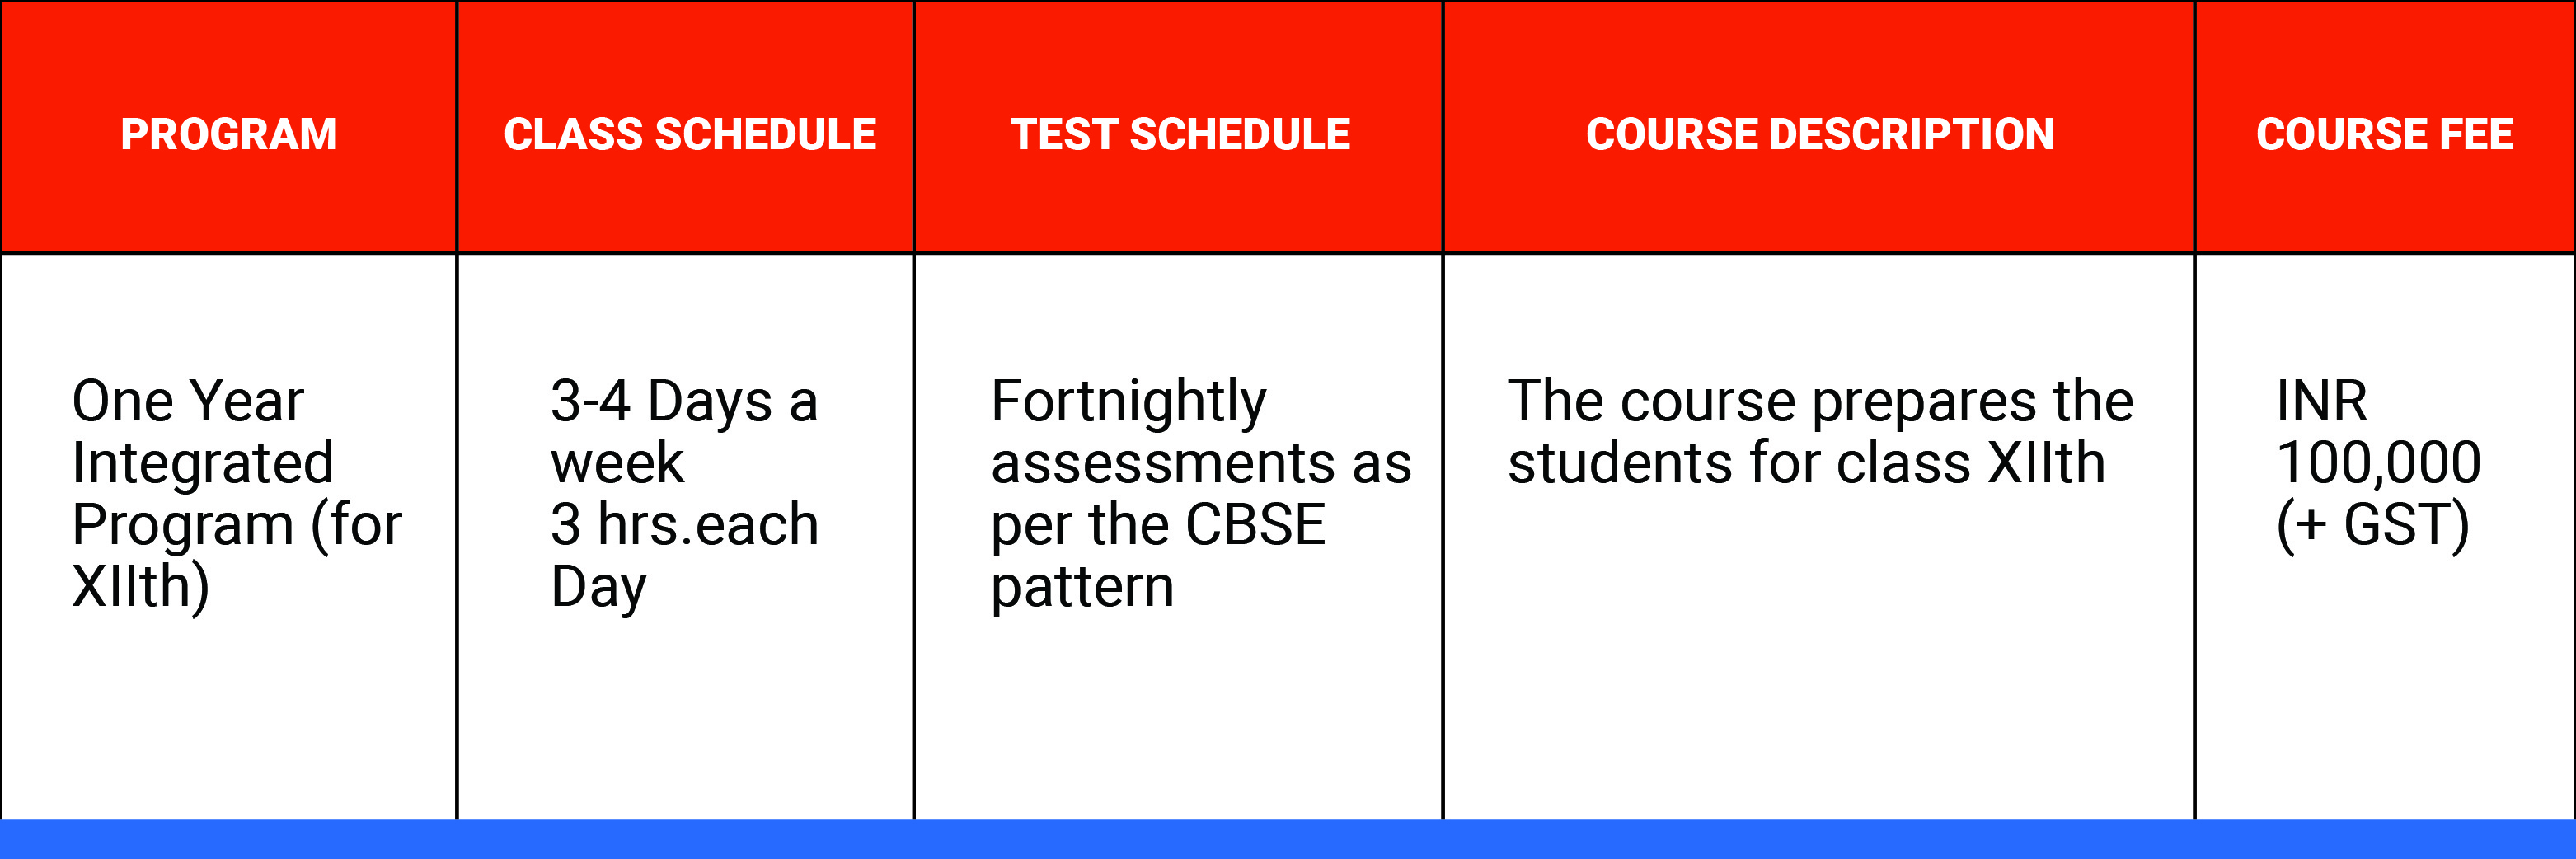 PROGRAM
CLASS SCHEDULE
TEST SCHEDULE
COURSE DESCRIPTION
COURSE FEE
One Year
Integrated
Program (for
XIIth)
3-4 Days a
week
3 hrs.each
Day
Fortnightly
assessments as
per the CBSE
pattern
The course prepares the
students for class XIIth
INR
100,000
(+ GST)